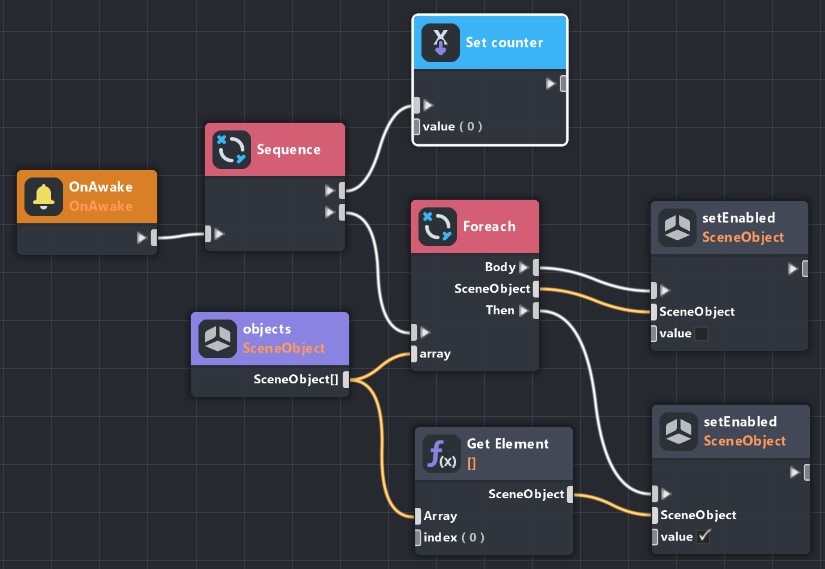 Set counter
value ( 0 )
Sequence
OnAwake
OnAwake
Foreach
Body
SceneObject
Then
array
setEnabled
SceneObject
SceneObject
value
objects
SceneObject
SceneObject[]
Get Element
[]
f(x)
SceneObject
Array
index ( 0 )
setEnabled
SceneObject
SceneObject
value